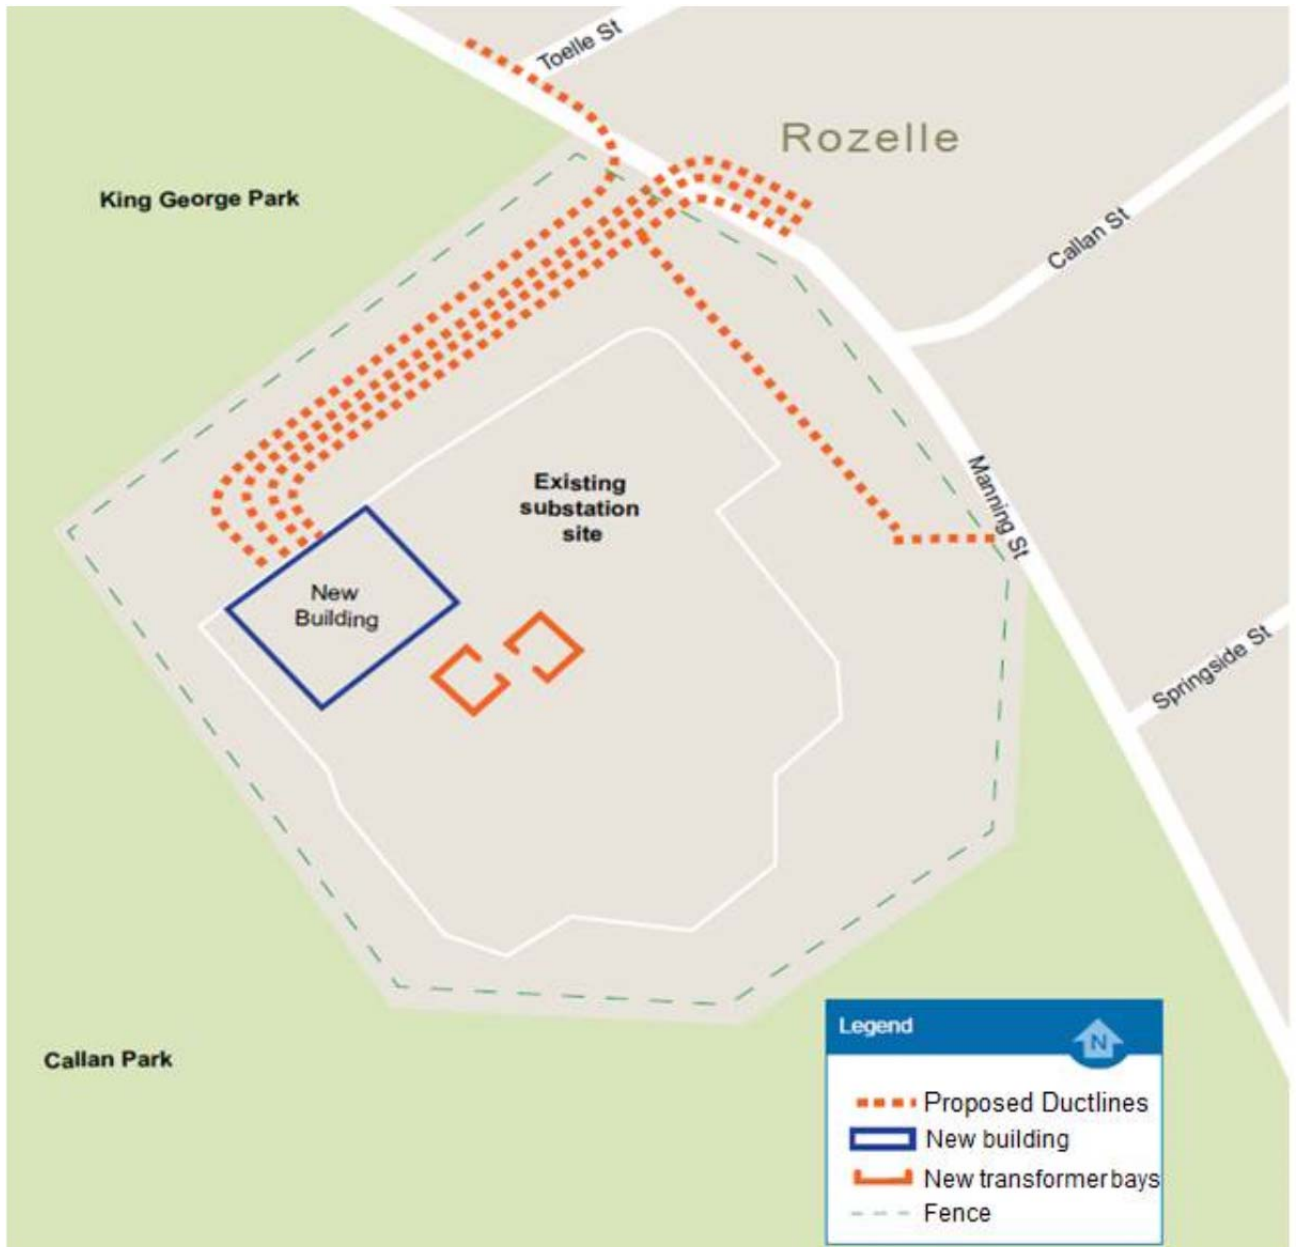 Toelle St
Rozelle
King George Park
Callan St
Manning St
Existing
substation
site
New
Building
Springside St
Callan Park
Legend
N
Proposed Ductlines
New building
New transformer bays
Fence